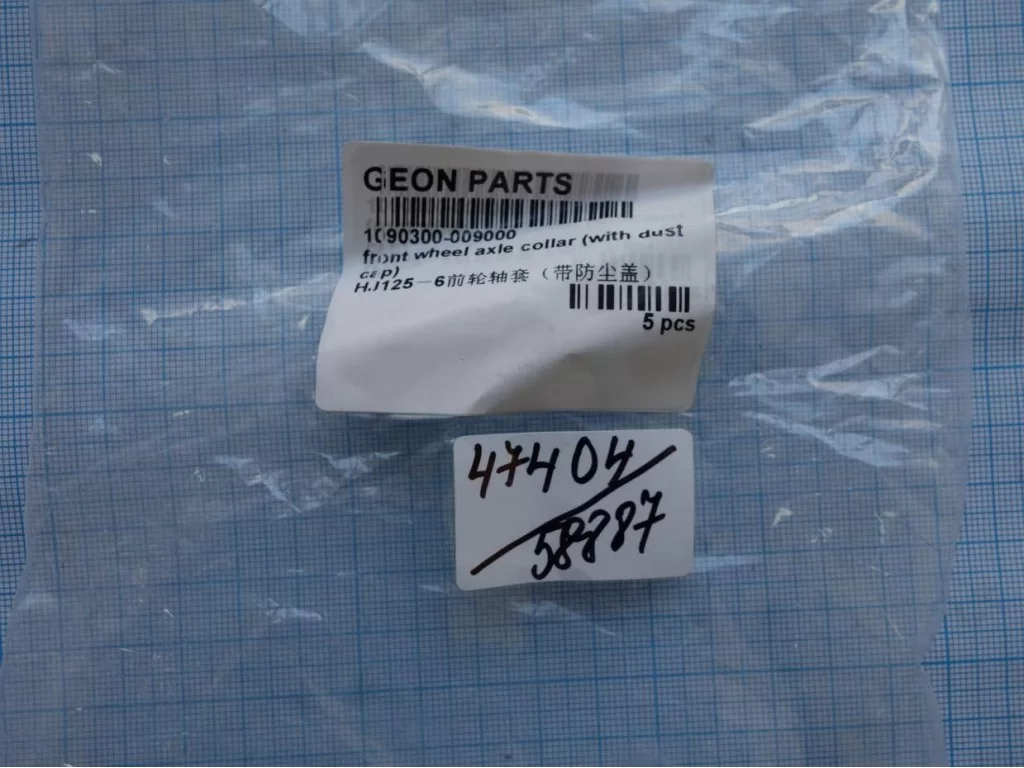 GEON PARTS
1090300-009000
front wheel axle collar (with dust
cap)
HJ125-6前轮轴套（带防尘盖）
5 pcs
47404
58887